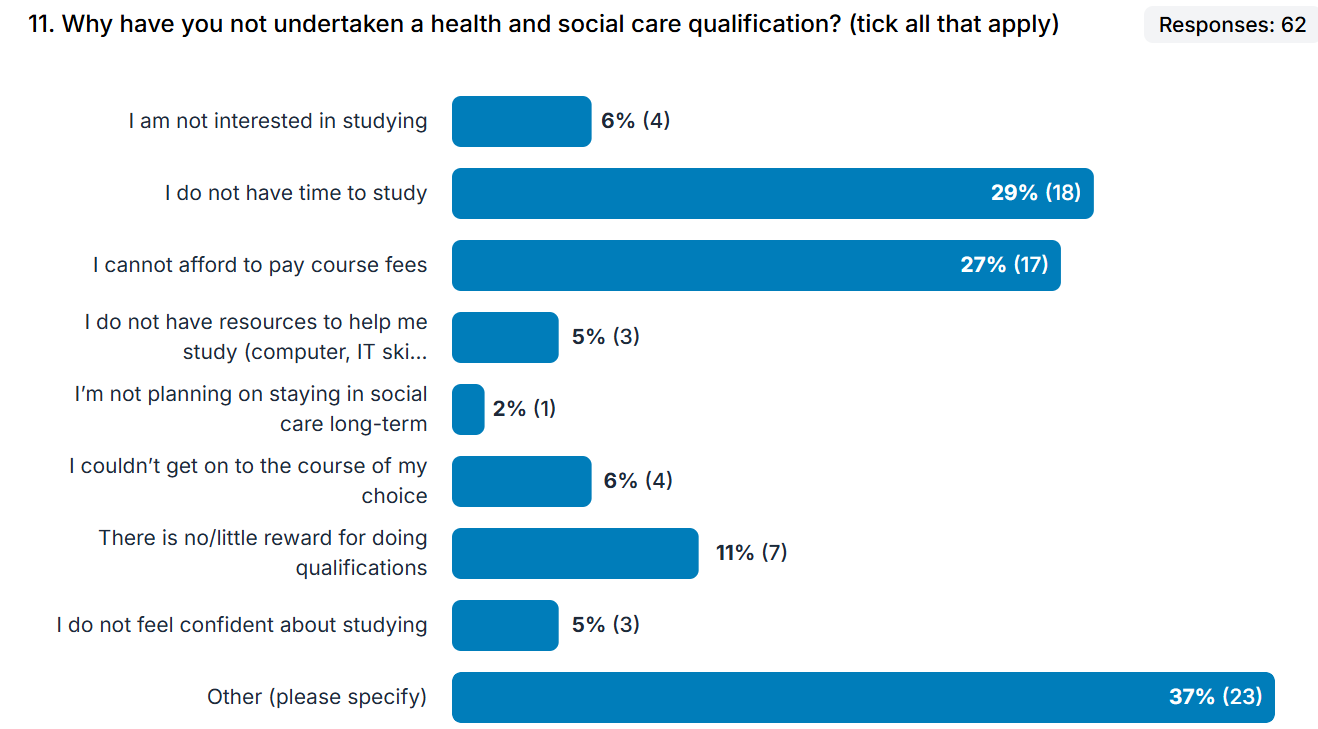 11. Why have you not undertaken a health and social care qualification? (tick all that apply)
Responses: 62
I am not interested in studying
6% (4)
I do not have time to study
29% (18)
I cannot afford to pay course fees
27% (17)
I do not have resources to help me
study (computer, IT ski...
5% (3)
I’m not planning on staying in social
care long-term
2% (1)
I couldn’t get on to the course of my
choice
6% (4)
There is no/little reward for doing
qualifications
11% (7)
I do not feel confident about studying
5% (3)
Other (please specify)
37% (23)